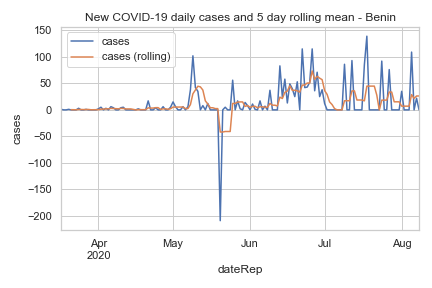 New COVID-19 daily cases and 5 day rolling mean - Benin
cases
cases (rolling)
150
100
50
0
−50
−100
−150
−200
cases
Apr
2020
May
Jun
Jul
Aug
dateRep